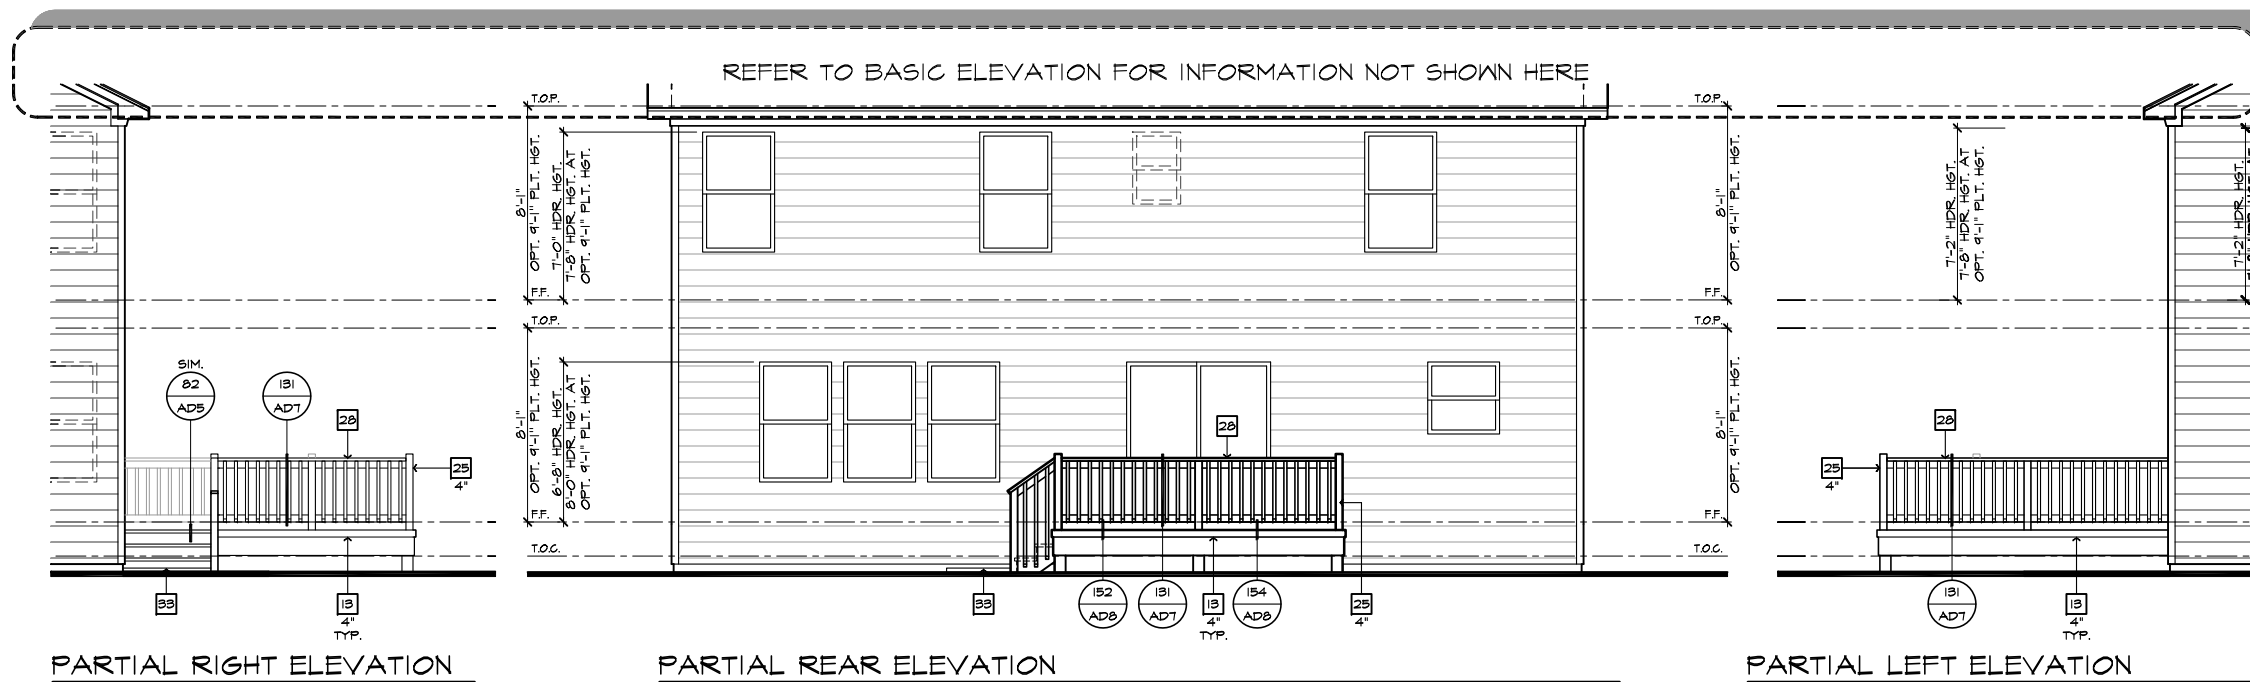 REFER TO BASIC ELEVATION FOR INFORMATION NOT SHOWN HERE
T.O.P.
8'-1"
OPT. 9'-1" PLT. HGT.
7'-0" HDR. HGT.
7'-8" HDR. HGT. AT
OPT. 9'-1" PLT. HGT.
F.F.
T.O.P.
8'-1"
OPT. 9'-1" PLT. HGT.
6'-8" HDR. HGT.
8'-0" HDR. HGT. AT
OPT. 9'-1" PLT. HGT.
F.F.
T.O.C.
SIM.
82
AD5
131
AD7
28
25
4"
33
13
4"
TYP.
PARTIAL RIGHT ELEVATION
28
33
152
AD8
131
AD7
13
4"
TYP.
154
AD8
25
4"
PARTIAL REAR ELEVATION
T.O.P.
8'-1"
OPT. 9'-1" PLT. HGT.
F.F.
T.O.P.
8'-1"
OPT. 9'-1" PLT. HGT.
F.F.
T.O.C.
7'-2" HDR. HGT.
7'-8" HDR. HGT. AT
OPT. 9'-1" PLT. HGT.
7'-2" HDR. HGT.
28
25
4"
131
AD7
13
4"
TYP.
PARTIAL LEFT ELEVATION